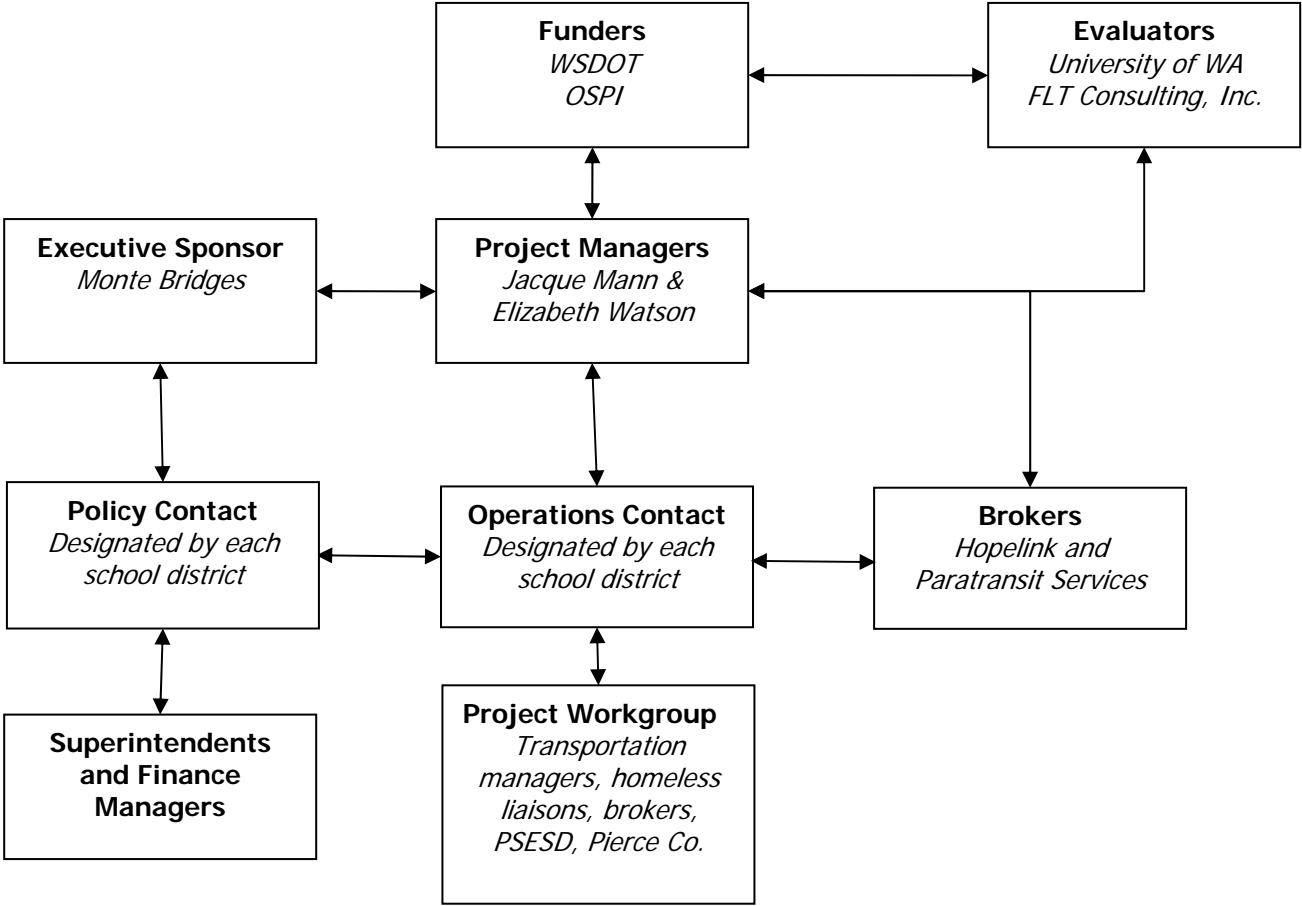 Funders
WSDOT
OSPI
Evaluators
University of WA
FLT Consulting, Inc.
Executive Sponsor
Monte Bridges
Project Managers
Jacque Mann &
Elizabeth Watson
Policy Contact
Designated by each
school district
Operations Contact
Designated by each
school district
Brokers
Hopelink and
Paratransit Services
Superintendents
and Finance
Managers
Project Workgroup
Transportation
managers, homeless
liaisons, brokers,
PSESD, Pierce Co.